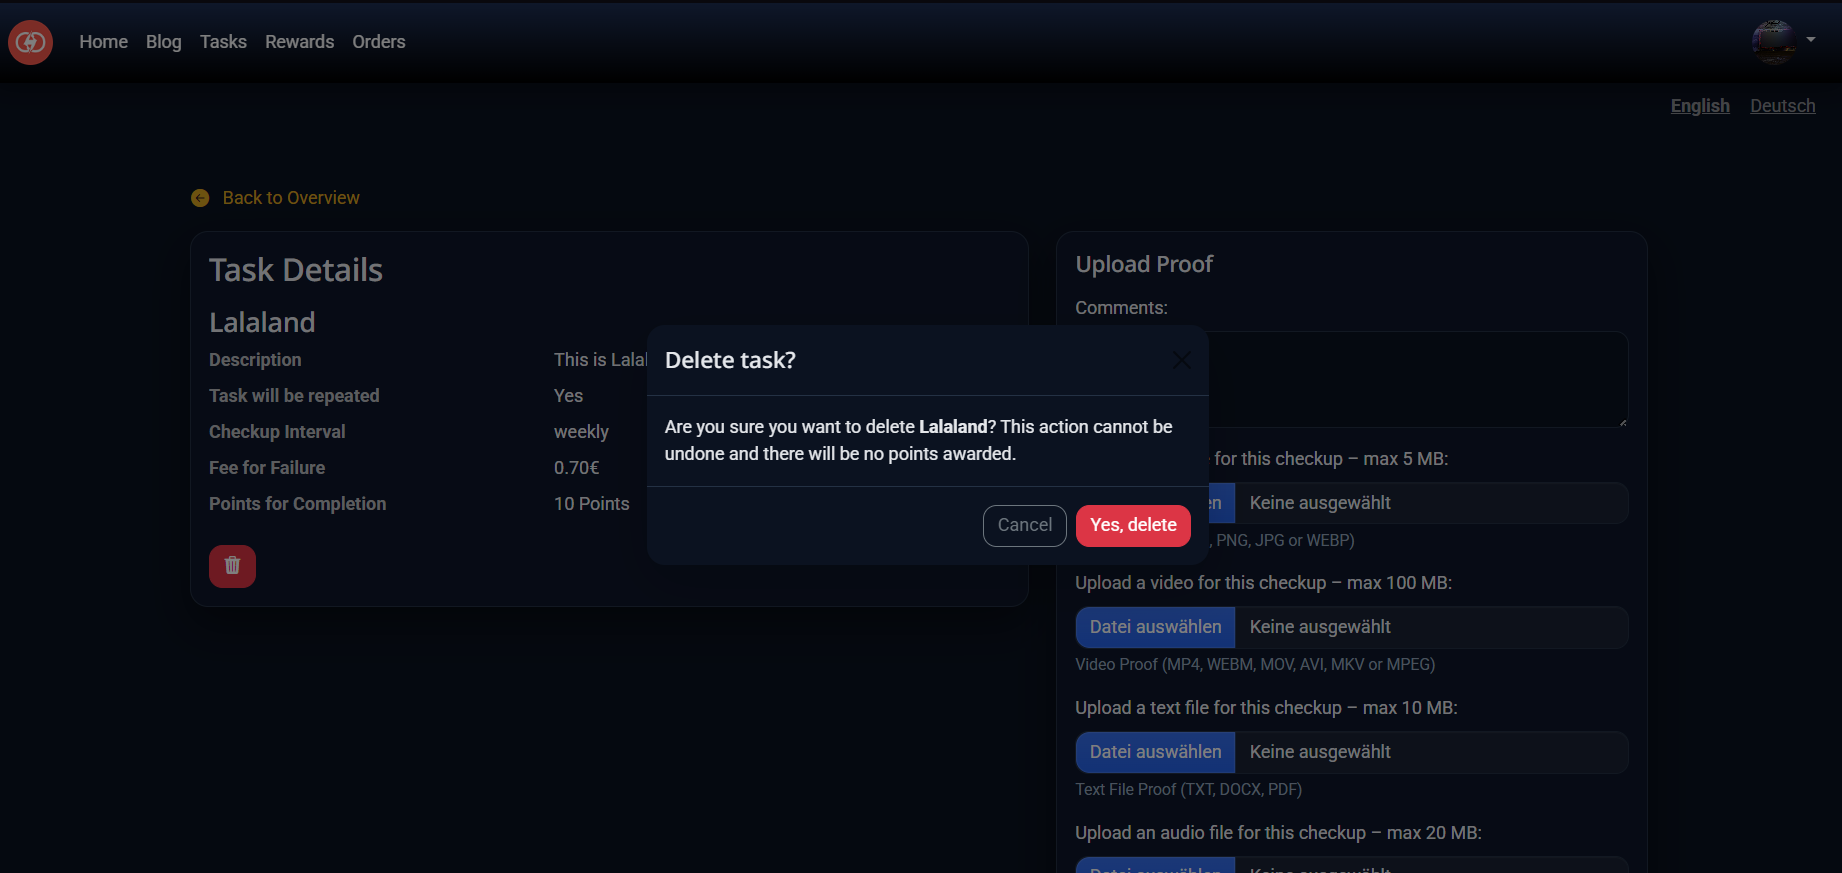 Home Blog Tasks Rewards Orders
English Deutsch
Back to Overview
Task Details
Lalaland
Description This is
Task will be repeated Yes
Checkup Interval weekly
Fee for Failure 0.70€
Points for Completion 10 Points
Delete task?
Are you sure you want to delete Lalaland? This action cannot be
undone and there will be no points awarded.
Cancel Yes, delete
Upload Proof
Comments:
for this checkup – max 5 MB:
Keine ausgewählt
, PNG, JPG or WEBP)
Upload a video for this checkup – max 100 MB:
Datei auswählen Keine ausgewählt
Video Proof (MP4, WEBM, MOV, AVI, MKV or MPEG)
Upload a text file for this checkup – max 10 MB:
Datei auswählen Keine ausgewählt
Text File Proof (TXT, DOCX, PDF)
Upload an audio file for this checkup – max 20 MB: